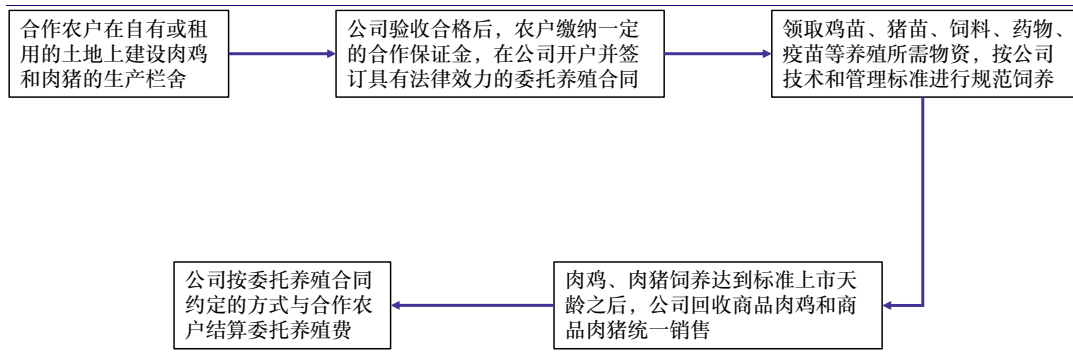 合作农户在自有或租
用的土地上建设肉鸡
和肉猪的生产栏舍
公司验收合格后，农户缴纳一定
的合作保证金，在公司开户并签
订具有法律效力的委托养殖合同
领取鸡苗、猪苗、饲料、药物、
疫苗等养殖所需物资，按公司
技术和管理标准进行规范饲养
肉鸡、肉猪饲养达到标准上市天
龄之后，公司回收商品肉鸡和商
品肉猪统一销售
公司按委托养殖合同
约定的方式与合作农
户结算委托养殖费